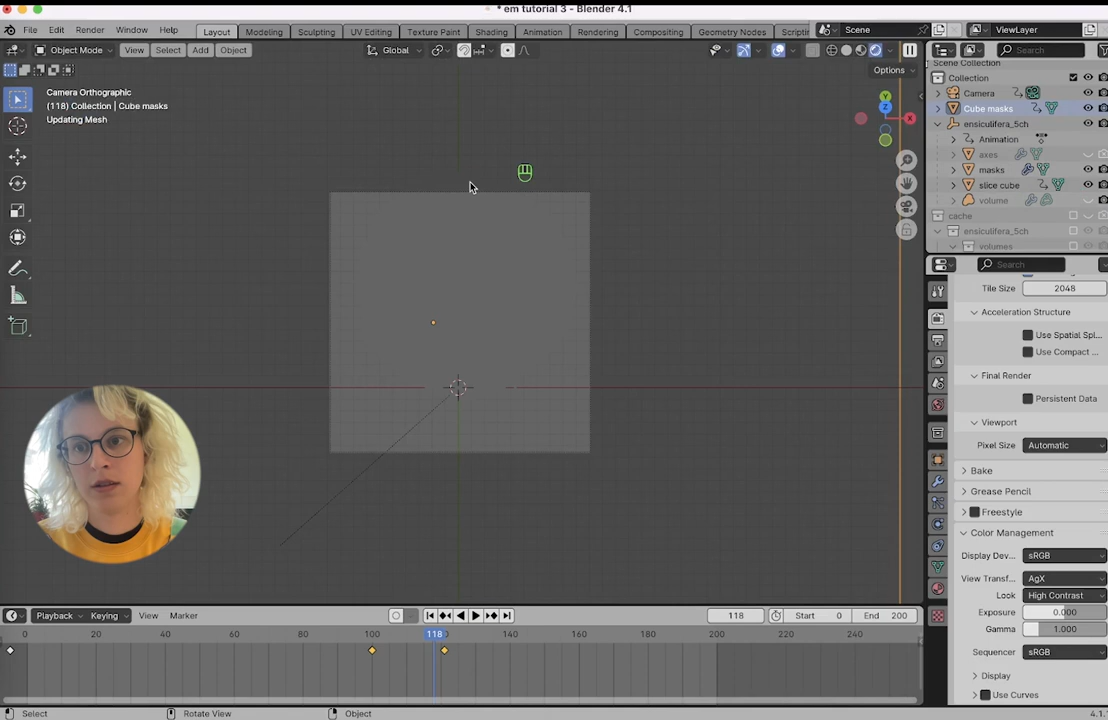 * em tutorial 3 - Blender 4.1
File Edit Render Window Help Layout Modeling Sculpting UV Editing Texture Paint Shading Animation Rendering Compositing Geometry Nodes Scene ViewLayer
Object Mode View Select Add Object Global Search
Options
Camera Orthographic
(118) Collection | Cube masks
Updating Mesh
Y
Z
X
Scene Collection
Collection
Camera
Cube masks
ensiculifera_5ch
Animation
axes
masks
slice cube
volume
cache
ensiculifera_5ch
volumes
Search
Tile Size 2048
Acceleration Structure
Use Spatial Spl...
Use Compact ...
Final Render
Persistent Data
Viewport
Pixel Size Automatic
Bake
Grease Pencil
Freestyle
Color Management
Display Dev... sRGB
View Transf... AgX
Look High Contrast
Exposure 0.000
Gamma 1.000
Sequencer sRGB
Display
Use Curves
Playback Keying View Marker 118 Start 0 End 200
0 20 40 60 80 100 118 140 160 180 200 220 240
Select Rotate View Object 4.1.